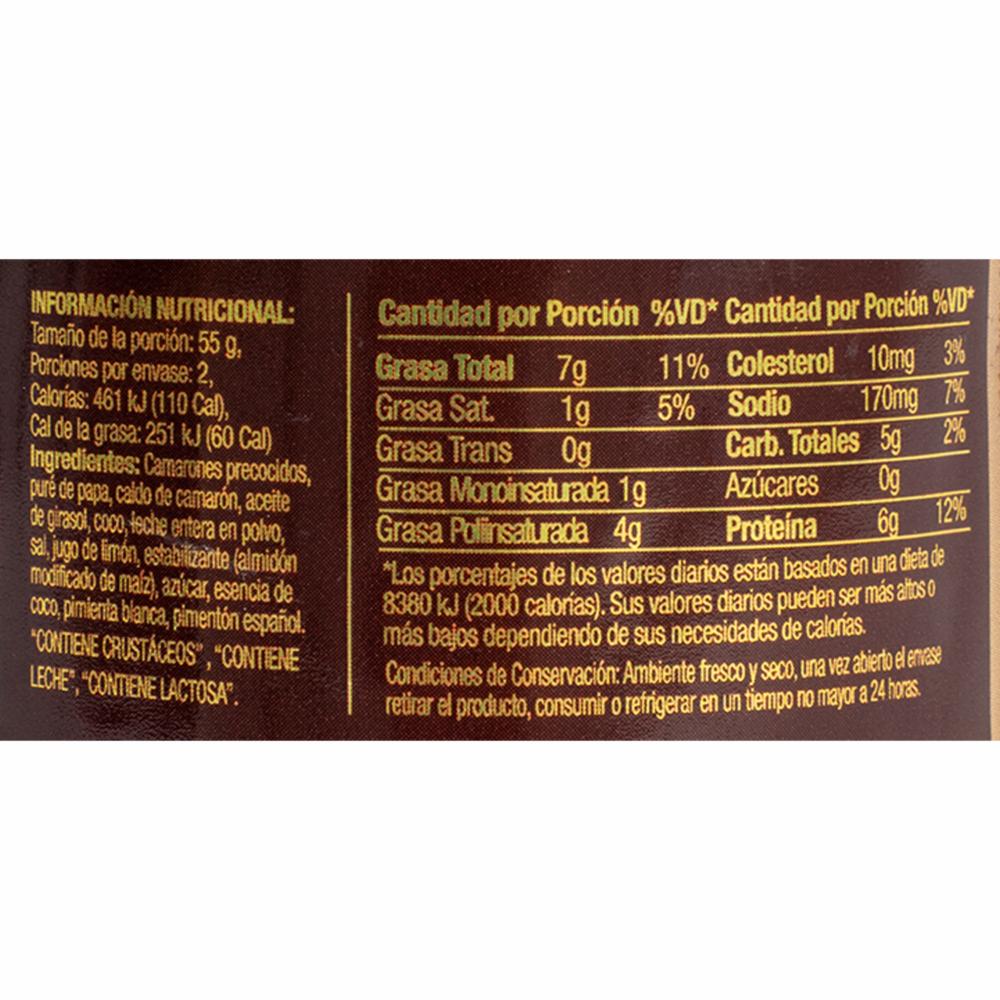 INFORMACIÓN NUTRICIONAL:
Tamaño de la porción: 55 g,
Porciones por envase: 2,
Calorías: 461 kJ (110 Cal),
Cal de la grasa: 251 kJ (60 Cal)
Ingredientes: Camarones precocidos,
puré de papa, caldo de camarón, aceite
de girasol, coco, leche entera en polvo,
sal, jugo de limón, estabilizante (almidón
modificado de maíz), azúcar, esencia de
coco, pimienta blanca, pimentón español.
"CONTIENE CRUSTÁCEOS", "CONTIENE
LECHE", "CONTIENE LACTOSA".
Cantidad por Porción %VD* Cantidad por Porción %VD*
Grasa Total 7g 11% Colesterol 10mg 3%
Grasa Sat. 1g 5% Sodio 170mg 7%
Grasa Trans 0g Carb. Totales 5g 2%
Grasa Monoinsaturada 1g Azúcares 0g
Grasa Poliinsaturada 4g Proteína 6g 12%
*Los porcentajes de los valores diarios están basados en una dieta de
8380 kJ (2000 calorías). Sus valores diarios pueden ser más altos o
más bajos dependiendo de sus necesidades de calorías.
Condiciones de Conservación: Ambiente fresco y seco, una vez abierto el envase
retirar el producto, consumir o refrigerar en un tiempo no mayor a 24 horas.